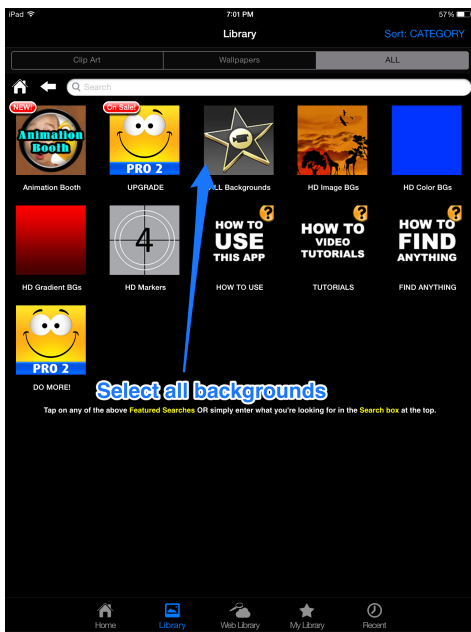 iPad 7:01 PM 57%
Library Sort: CATEGORY
Clip Art Wallpapers ALL
Search
NEW! On Sale!
Animation
Booth
PRO 2
Animation Booth UPGRADE ALL Backgrounds HD Image BGs HD Color BGs
4
HOW TO
USE
THIS APP
HOW TO
VIDEO
TUTORIALS
HOW TO
FIND
ANYTHING
HD Gradient BGs HD Markers HOW TO USE TUTORIALS FIND ANYTHING
PRO 2
DO MORE!
Select all backgrounds
Tap on any of the above Featured Searches OR simply enter what you're looking for in the Search box at the top.
Home Library Web Library My Library Recent